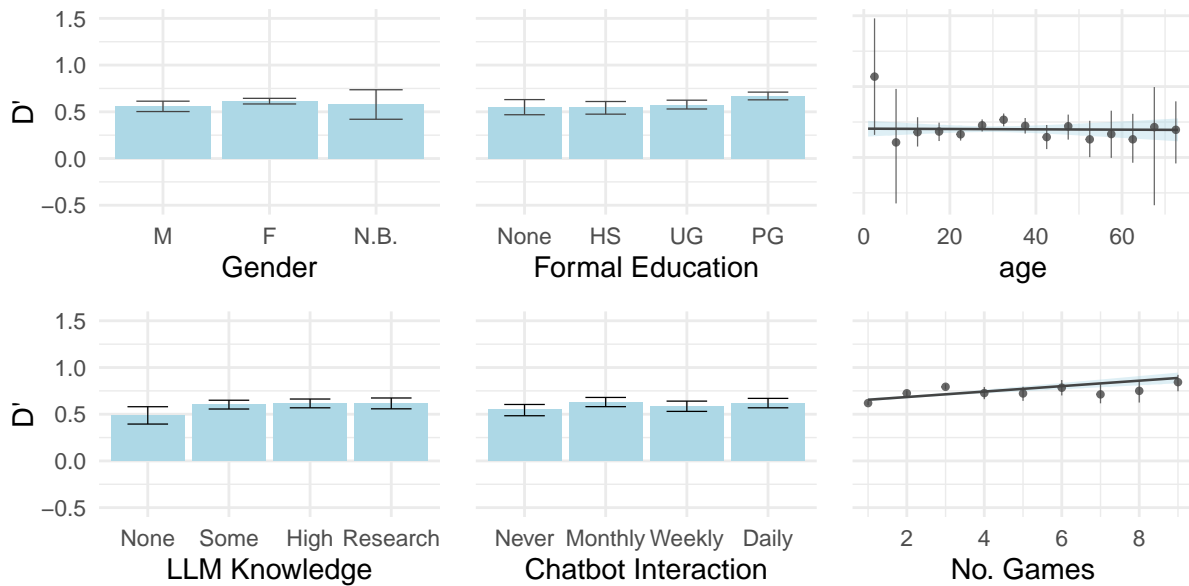 1.5
1.0
0.5
0.0
−0.5
D'
M F N.B.
Gender
None HS UG PG
Formal Education
0 20 40 60
age
1.5
1.0
0.5
0.0
−0.5
D'
None Some High Research
LLM Knowledge
Never Monthly Weekly Daily
Chatbot Interaction
2 4 6 8
No. Games